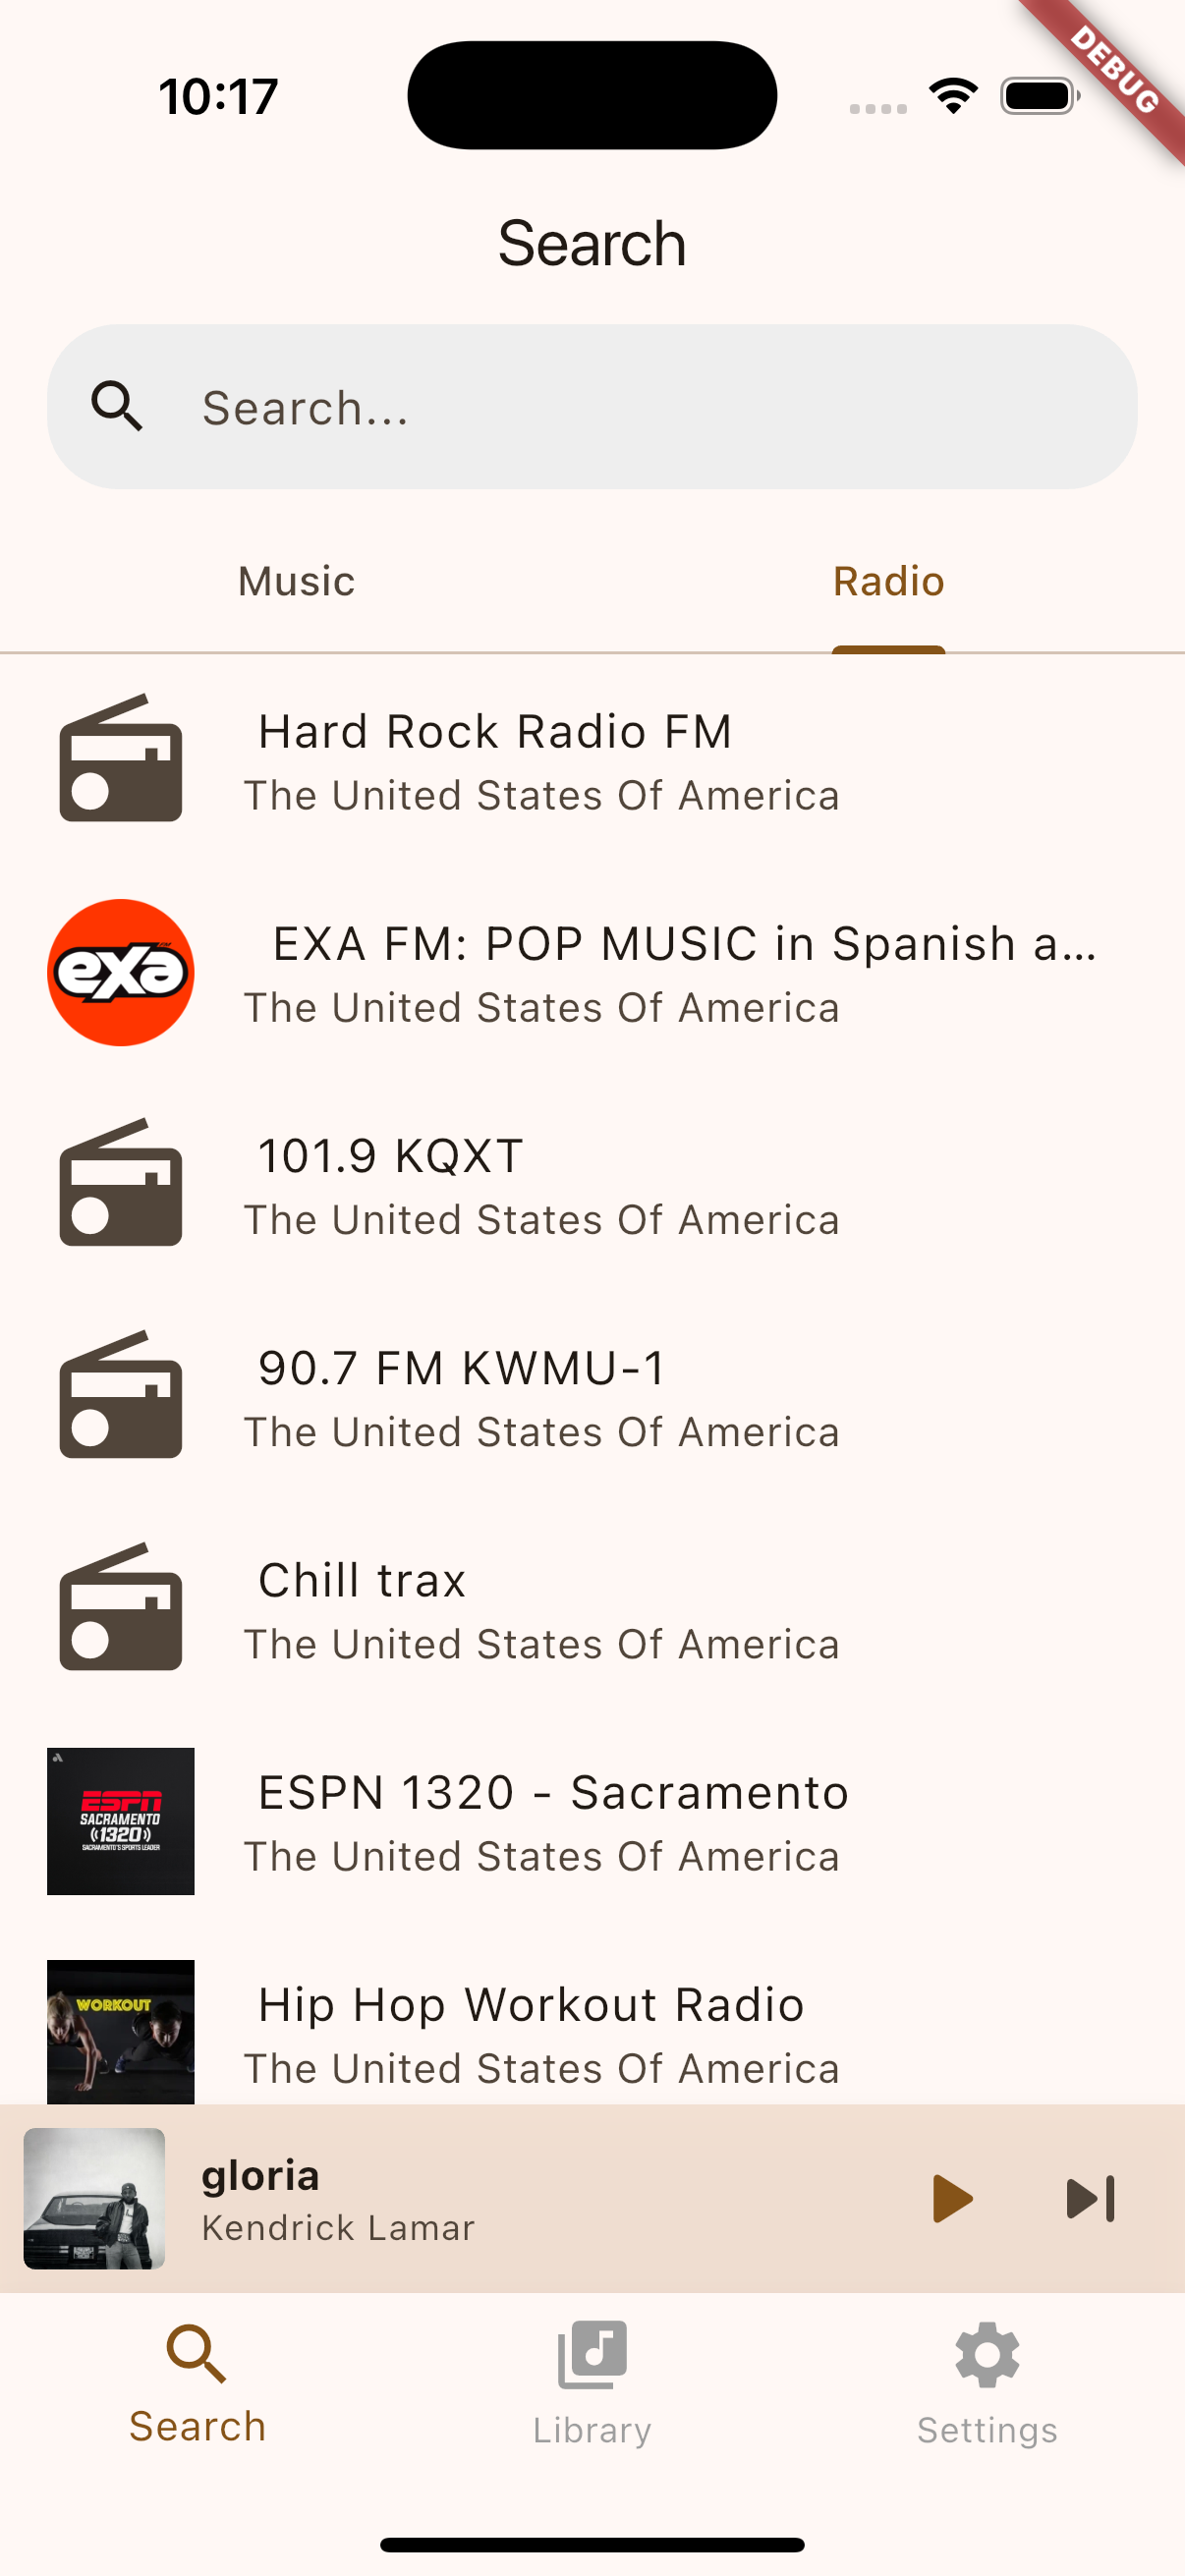 10:17
DEBUG
Search
Search...
Music
Radio
Hard Rock Radio FM
The United States Of America
exa
EXA FM: POP MUSIC in Spanish a...
The United States Of America
101.9 KQXT
The United States Of America
90.7 FM KWMU-1
The United States Of America
Chill trax
The United States Of America
ESPN
SACRAMENTO
1320
SACRAMENTO'S SPORTS LEADER
ESPN 1320 - Sacramento
The United States Of America
WORKOUT
Hip Hop Workout Radio
The United States Of America
gloria
Kendrick Lamar
Search
Library
Settings